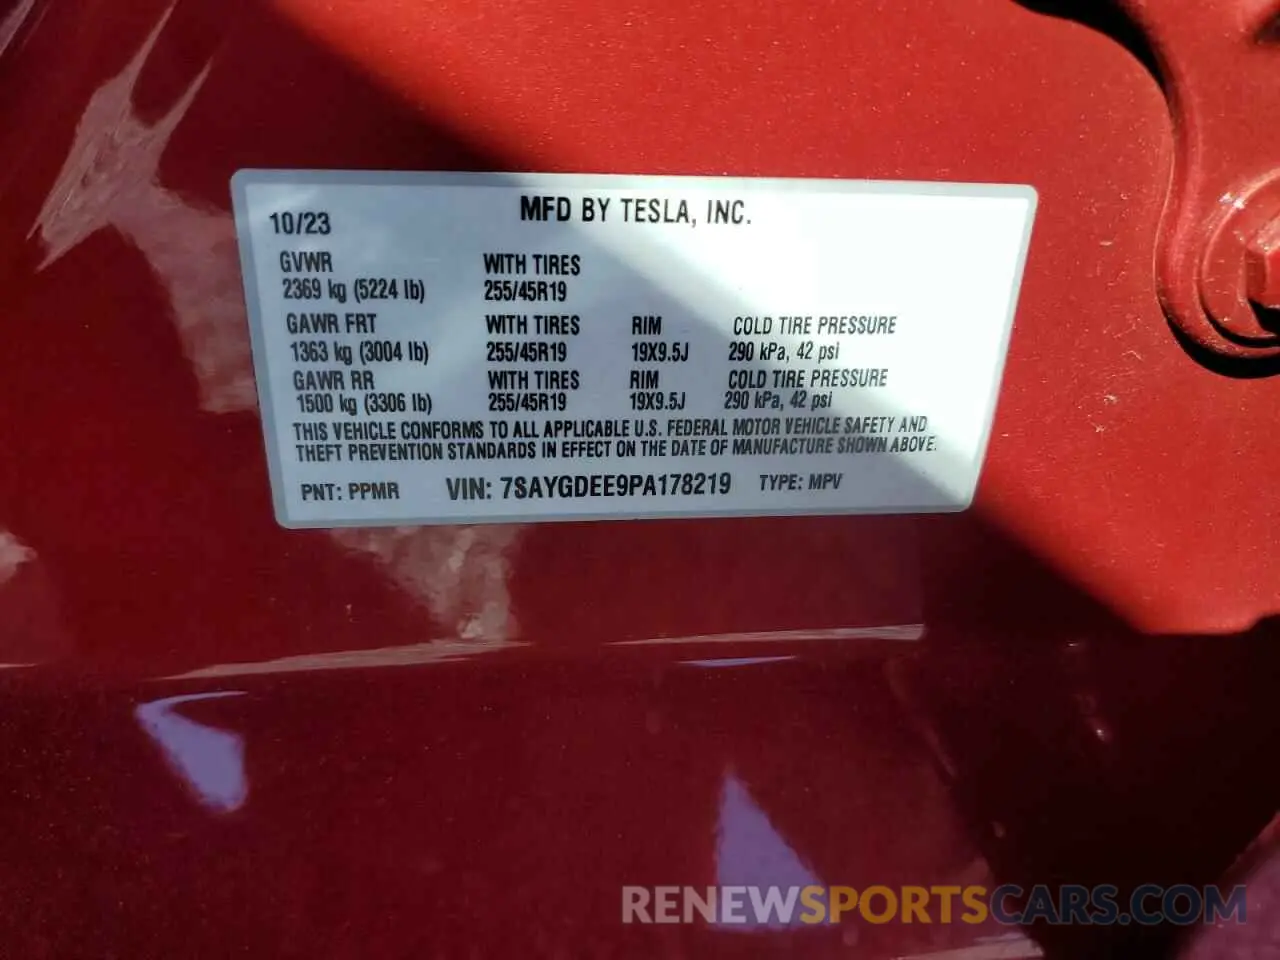 MFD BY TESLA, INC.
10/23
GVWR WITH TIRES
2369 kg (5224 lb) 255/45R19
GAWR FRT WITH TIRES RIM COLD TIRE PRESSURE
1363 kg (3004 lb) 255/45R19 19X9.5J 290 kPa, 42 psi
GAWR RR WITH TIRES RIM COLD TIRE PRESSURE
1500 kg (3306 lb) 255/45R19 19X9.5J 290 kPa, 42 psi
THIS VEHICLE CONFORMS TO ALL APPLICABLE U.S. FEDERAL MOTOR VEHICLE SAFETY AND
THEFT PREVENTION STANDARDS IN EFFECT ON THE DATE OF MANUFACTURE SHOWN ABOVE.
PNT: PPMR VIN: 7SAYGDEE9PA178219 TYPE: MPV
RENEWSPORTSCARS.COM